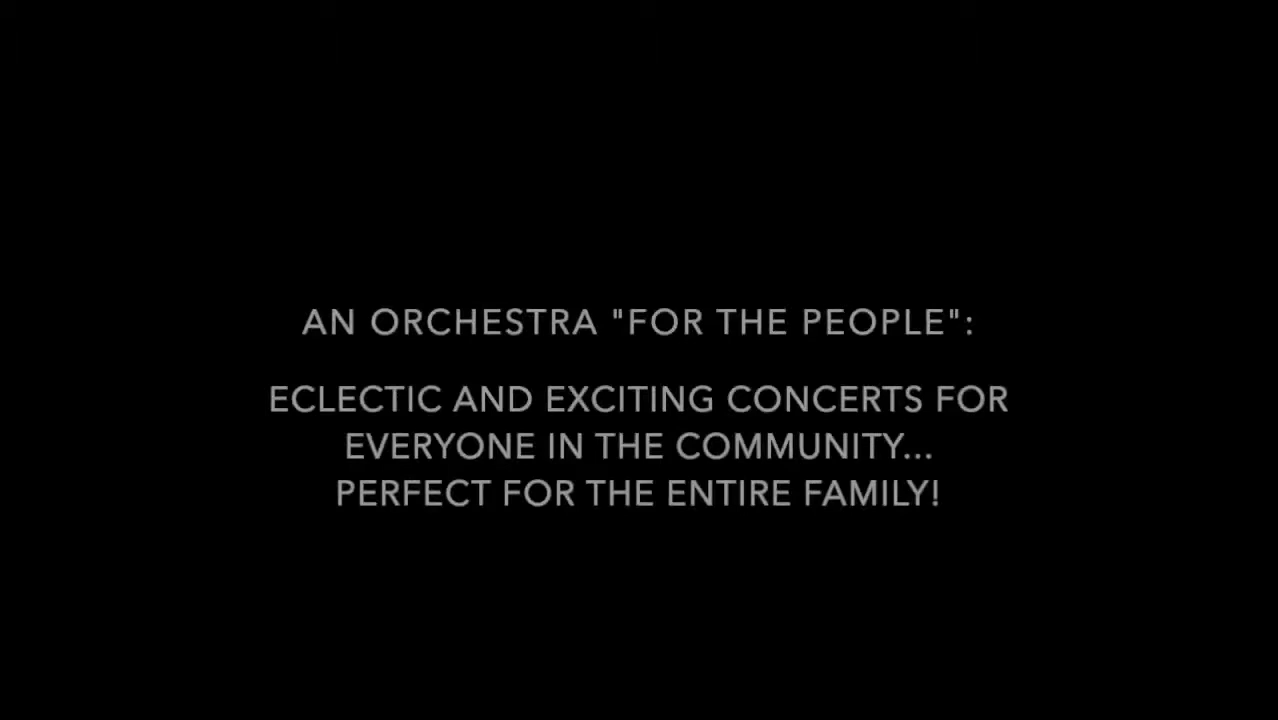 AN ORCHESTRA "FOR THE PEOPLE":
ECLECTIC AND EXCITING CONCERTS FOR
EVERYONE IN THE COMMUNITY...
PERFECT FOR THE ENTIRE FAMILY!